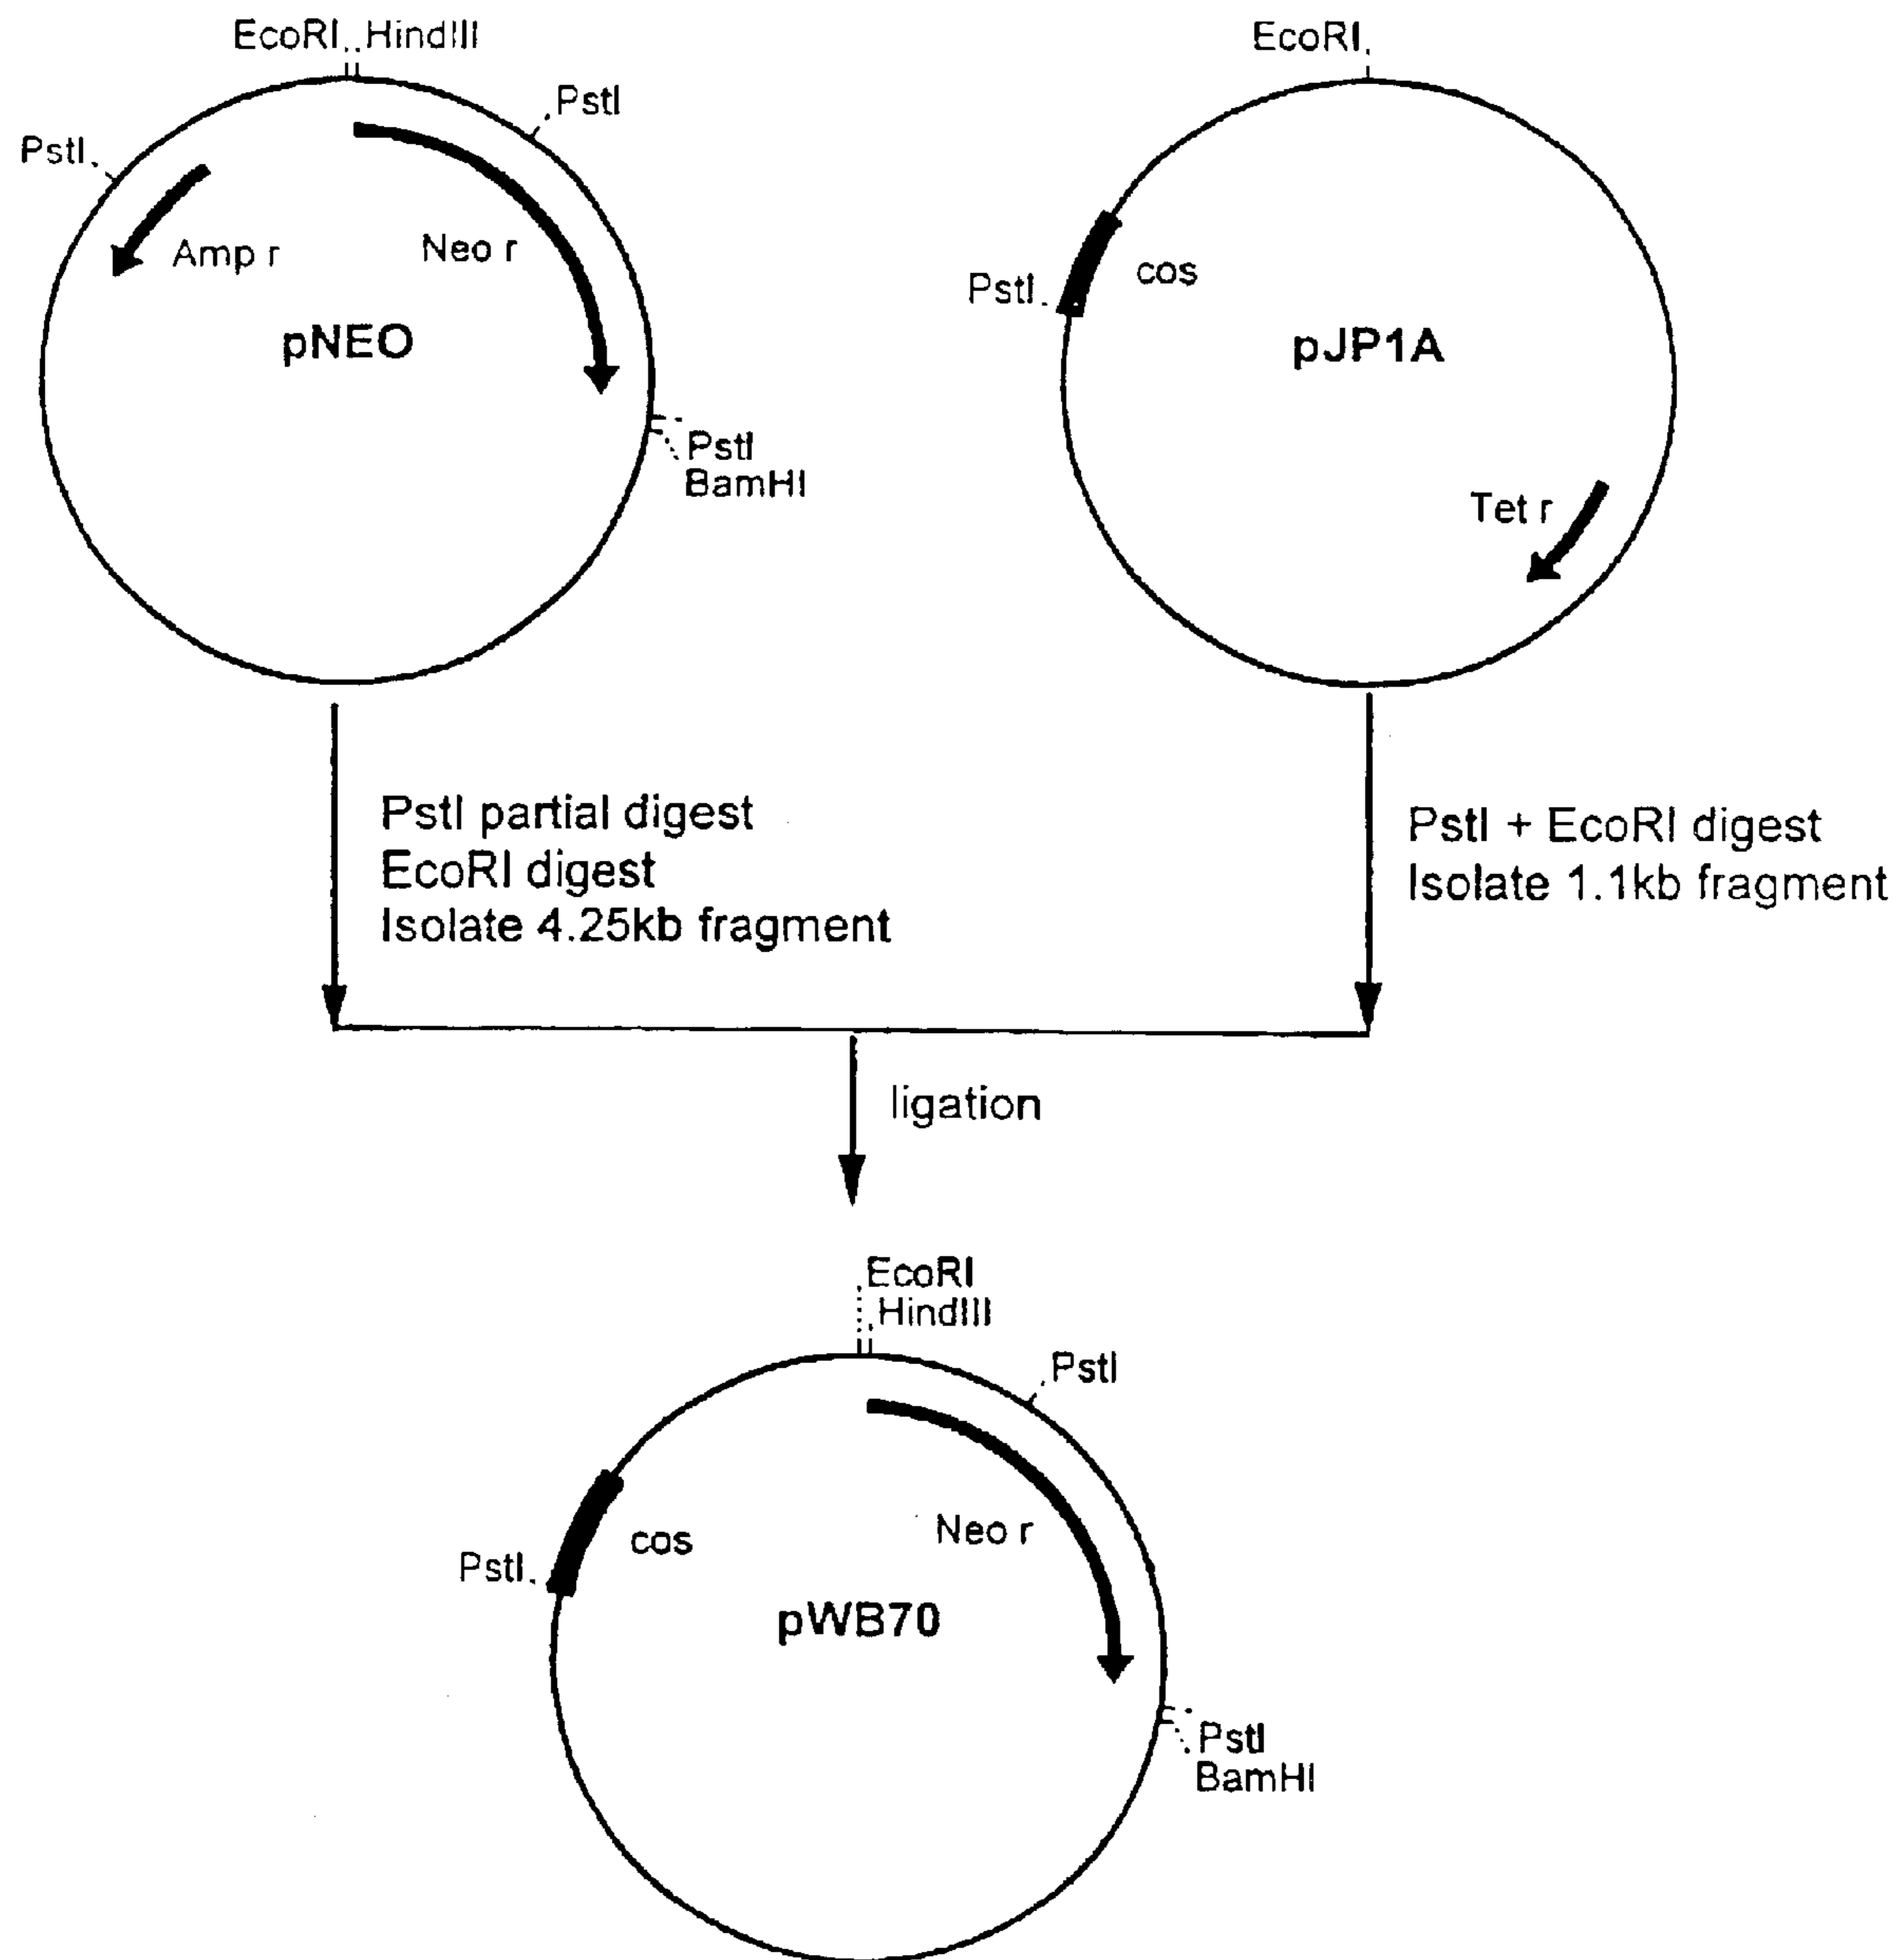 EcoRI HindIII
PstI
PstI
Amp r
Neo r
pNEO
PstI
BamHI
EcoRI
cos
PstI
pJP1A
Tet r
PstI partial digest
EcoRI digest
Isolate 4.25kb fragment
PstI + EcoRI digest
Isolate 1.1kb fragment
ligation
EcoRI
HindIII
PstI
cos
Neo r
PstI
pWB70
PstI
BamHI